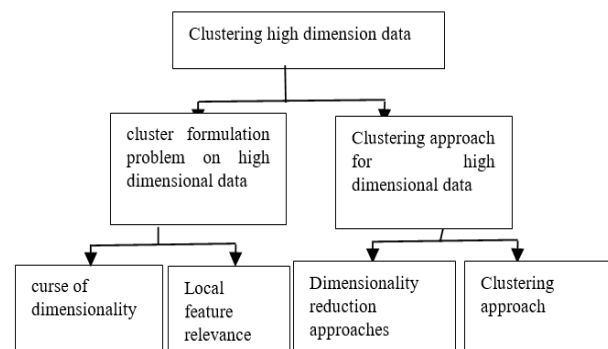 Clustering high dimension data
cluster formulation
problem on high
dimensional data
Clustering approach
for high
dimensional data
curse of
dimensionality
Local
feature
relevance
Dimensionality
reduction
approaches
Clustering
approach